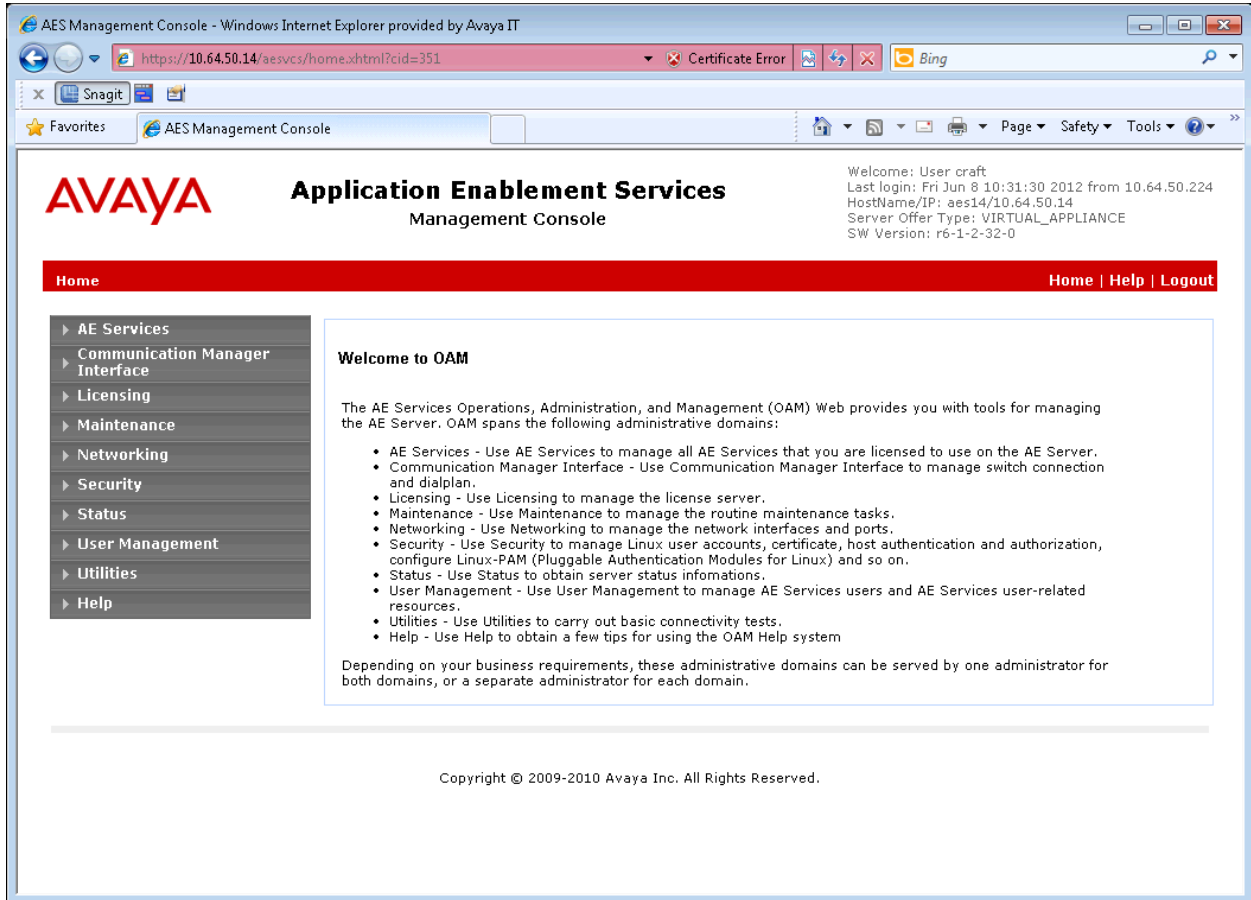 AES Management Console - Windows Internet Explorer provided by Avaya IT
https://10.64.50.14/aesvcs/home.xhtml?cid=351
Certificate Error
Bing
x Snagit
Favorites
AES Management Console
Page
Safety
Tools
AVAYA
Application Enablement Services
Management Console
Welcome: User craft
Last login: Fri Jun 8 10:31:30 2012 from 10.64.50.224
HostName/IP: aes14/10.64.50.14
Server Offer Type: VIRTUAL_APPLIANCE
SW Version: r6-1-2-32-0
Home
Home | Help | Logout
AE Services
Communication Manager
Interface
Licensing
Maintenance
Networking
Security
Status
User Management
Utilities
Help
Welcome to OAM
The AE Services Operations, Administration, and Management (OAM) Web provides you with tools for managing
the AE Server. OAM spans the following administrative domains:
• AE Services - Use AE Services to manage all AE Services that you are licensed to use on the AE Server.
• Communication Manager Interface - Use Communication Manager Interface to manage switch connection
and dialplan.
• Licensing - Use Licensing to manage the license server.
• Maintenance - Use Maintenance to manage the routine maintenance tasks.
• Networking - Use Networking to manage the network interfaces and ports.
• Security - Use Security to manage Linux user accounts, certificate, host authentication and authorization,
configure Linux-PAM (Pluggable Authentication Modules for Linux) and so on.
• Status - Use Status to obtain server status infomations.
• User Management - Use User Management to manage AE Services users and AE Services user-related
resources.
• Utilities - Use Utilities to carry out basic connectivity tests.
• Help - Use Help to obtain a few tips for using the OAM Help system
Depending on your business requirements, these administrative domains can be served by one administrator for
both domains, or a separate administrator for each domain.
Copyright © 2009-2010 Avaya Inc. All Rights Reserved.